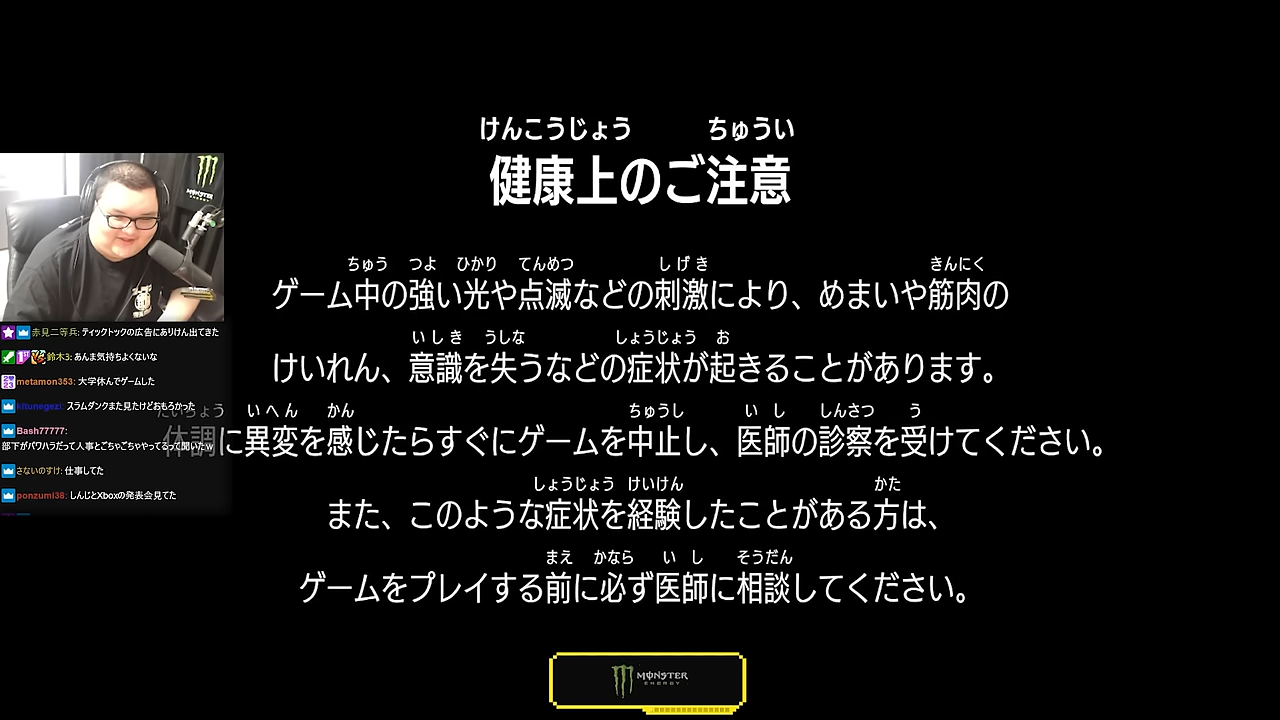 けんこうじょう ちゅうい
健康上のご注意
ちゅう つよ ひかり てんめつ しげき きんにく
ゲーム中の強い光や点滅などの刺激により、めまいや筋肉の
いしき うしな しょうじょう お
けいれん、意識を失うなどの症状が起きることがあります。
たいちょう いへん かん ちゅうし いし しんさつ う
体調に異変を感じたらすぐにゲームを中止し、医師の診察を受けてください。
しょうじょう けいけん かた
また、このような症状を経験したことがある方は、
まえ かなら いし そうだん
ゲームをプレイする前に必ず医師に相談してください。
MONSTER
赤見二等兵: ティックトックの広告にありけん出てきた
鈴木3: あんま気持ちよくないな
metamon353: 大学休んでゲームした
kitunegezi: スラムダンクまた見たけどおもろかった
Bash77777:
部下がパワハラだって人事とごちゃごちゃやってるって聞いたw
さないのすけ: 仕事してた
ponzumi38: しんじとXboxの発表会見てた
MONSTER
ENERGY